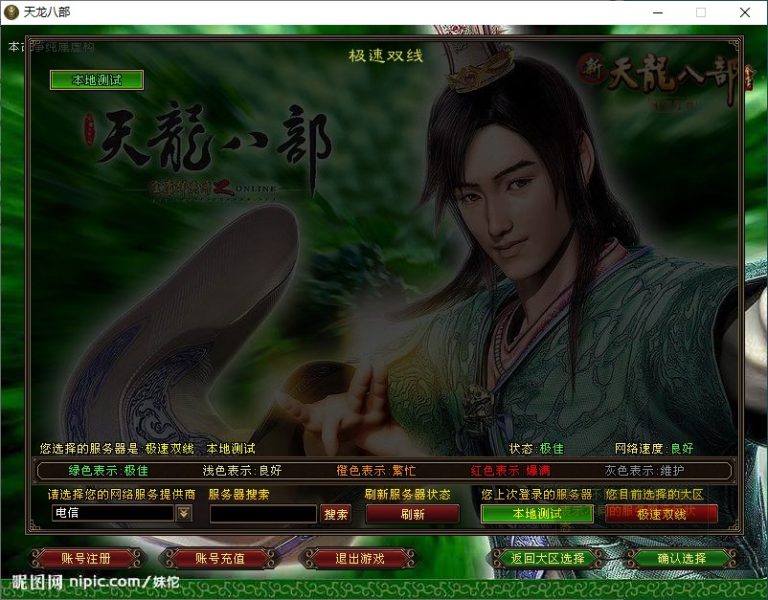 天龙八部
极速双线
本地测试
新天龍八部
天龍八部
ONLINE
您选择的服务器是 极速双线 本地测试 状态:极佳 网络速度:良好
绿色表示:极佳 浅色表示:良好 橙色表示:繁忙 红色表示:爆满 灰色表示:维护
请选择您的网络服务提供商 服务器搜索 刷新服务器状态 您上次登录的服务器 您目前选择的大区
电信 搜索 刷新 本地测试 极速双线
账号注册 账号充值 退出游戏 返回大区选择 确认选择
昵图网 nipic.com/妹佗